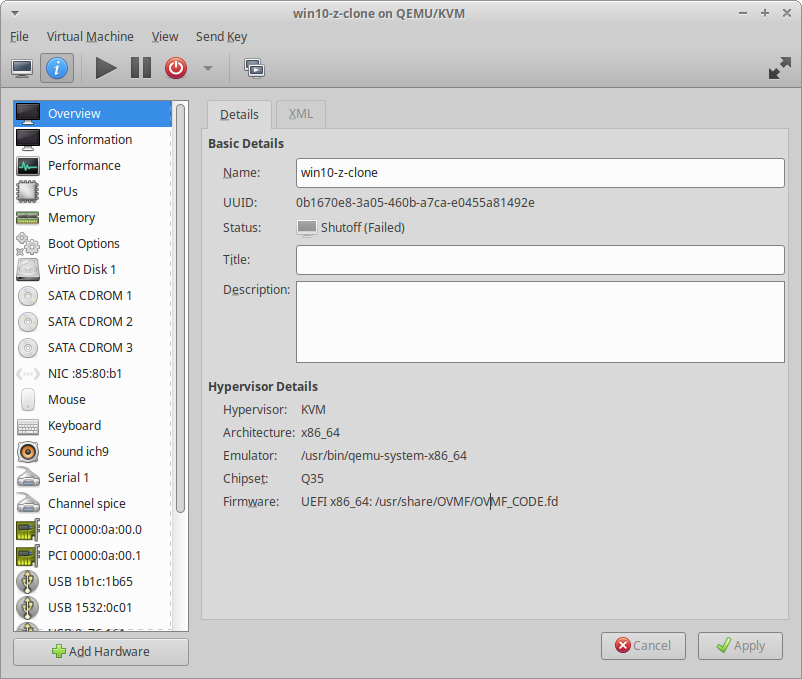 win10-z-clone on QEMU/KVM
File Virtual Machine View Send Key
Overview
OS information
Performance
CPUs
Memory
Boot Options
VirtIO Disk 1
SATA CDROM 1
SATA CDROM 2
SATA CDROM 3
NIC :85:80:b1
Mouse
Keyboard
Sound ich9
Serial 1
Channel spice
PCI 0000:0a:00.0
PCI 0000:0a:00.1
USB 1b1c:1b65
USB 1532:0c01
Add Hardware
Details XML
Basic Details
Name: win10-z-clone
UUID: 0b1670e8-3a05-460b-a7ca-e0455a81492e
Status: Shutoff (Failed)
Title:
Description:
Hypervisor Details
Hypervisor: KVM
Architecture: x86_64
Emulator: /usr/bin/qemu-system-x86_64
Chipset: Q35
Firmware: UEFI x86_64: /usr/share/OVMF/OVMF_CODE.fd
Cancel Apply